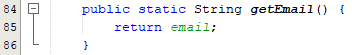 84 public static String getEmail() {
85 return email;
86 }